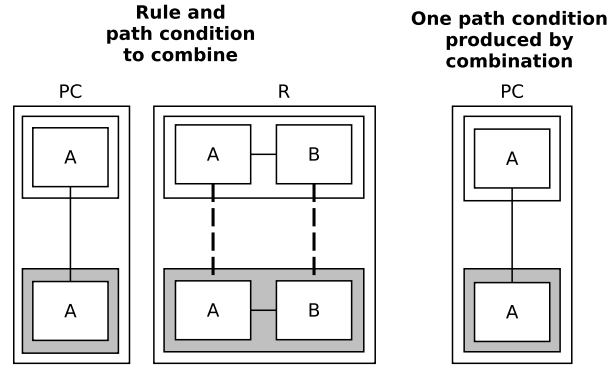 Rule and
path condition
to combine
One path condition
produced by
combination
PC
R
PC
A
A
B
A
A
A
B
A